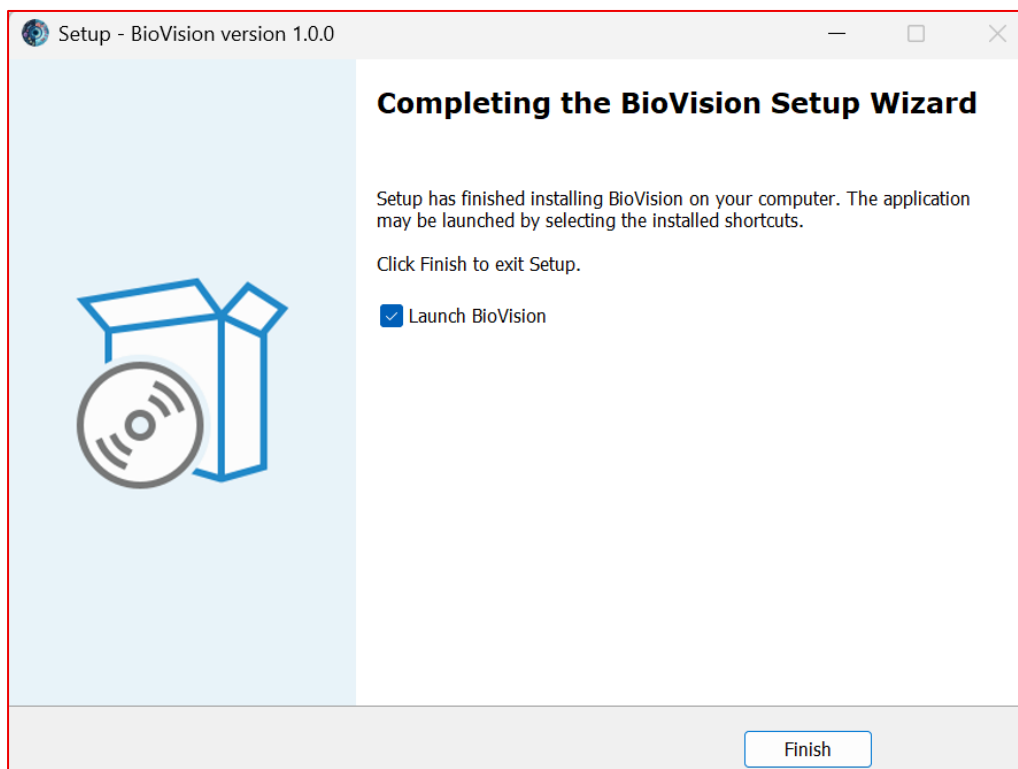 Setup - BioVision version 1.0.0
Completing the BioVision Setup Wizard
Setup has finished installing BioVision on your computer. The application
may be launched by selecting the installed shortcuts.
Click Finish to exit Setup.
Launch BioVision
Finish